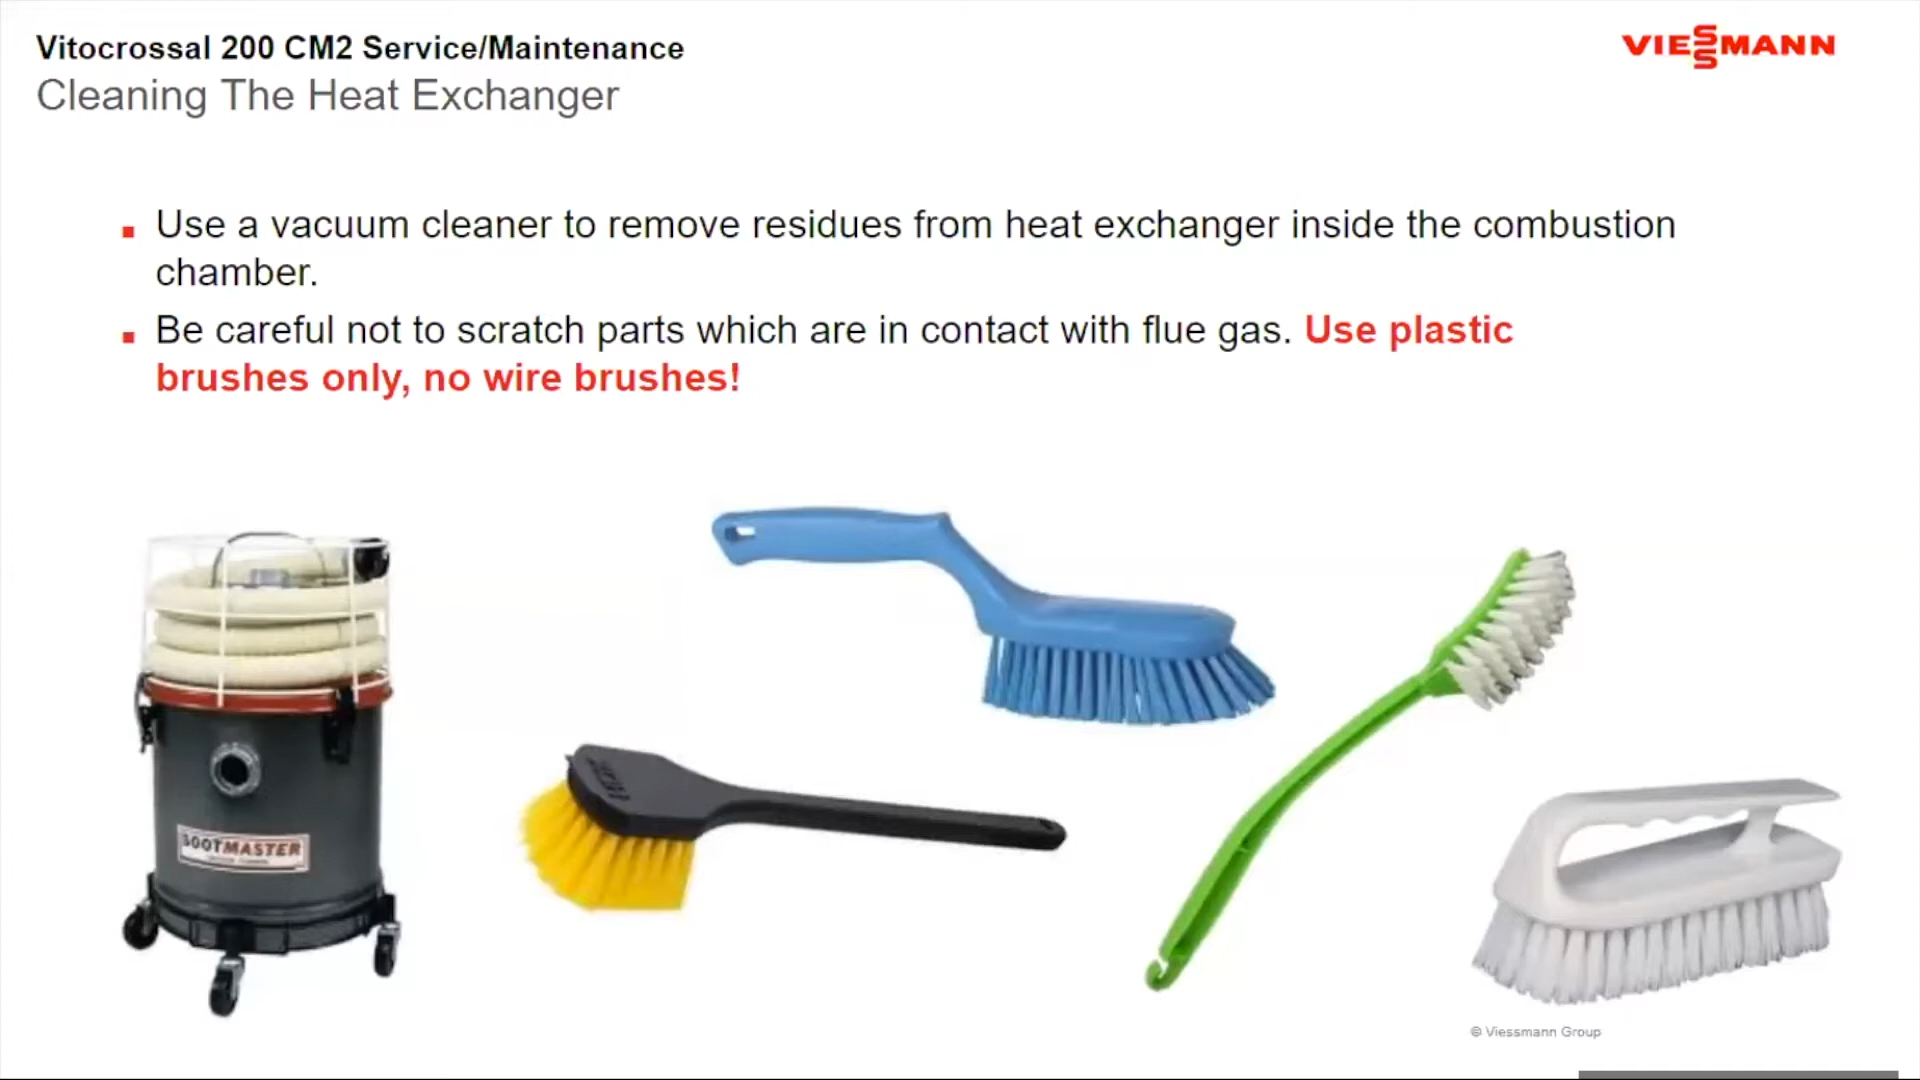 Vitocrossal 200 CM2 Service/Maintenance
VIESSMANN
Cleaning The Heat Exchanger
Use a vacuum cleaner to remove residues from heat exchanger inside the combustion
chamber.
Be careful not to scratch parts which are in contact with flue gas. Use plastic
brushes only, no wire brushes!
SOOTMASTER
© Viessmann Group